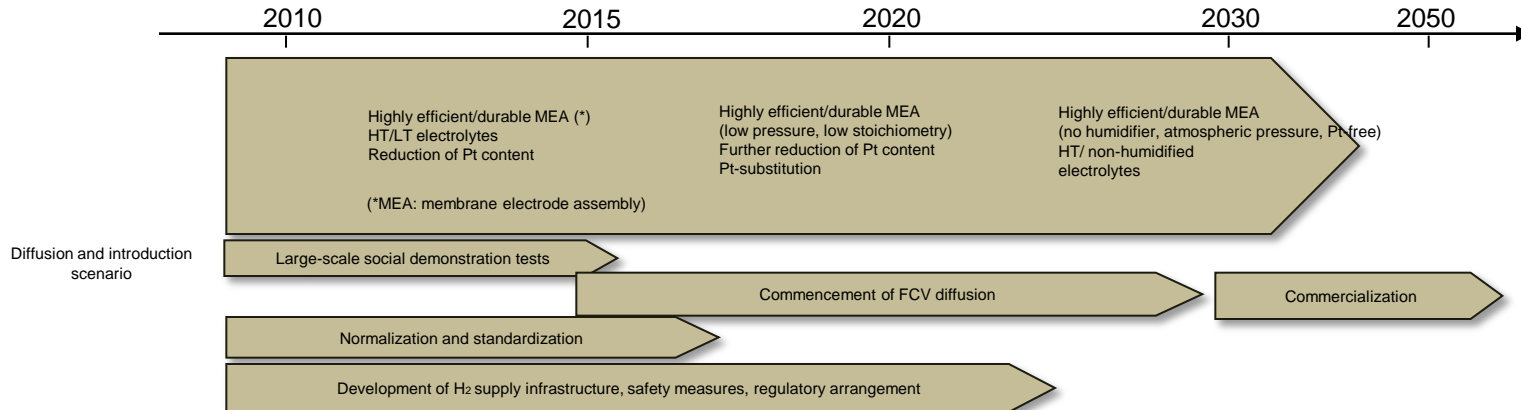 2010 2015 2020 2030 2050
Highly efficient/durable MEA (*)
HT/LT electrolytes
Reduction of Pt content
(*MEA: membrane electrode assembly)
Highly efficient/durable MEA
(low pressure, low stoichiometry)
Further reduction of Pt content
Pt-substitution
Highly efficient/durable MEA
(no humidifier, atmospheric pressure, Pt-free)
HT/ non-humidified
electrolytes
Diffusion and introduction
scenario
Large-scale social demonstration tests
Commencement of FCV diffusion
Commercialization
Normalization and standardization
Development of H2 supply infrastructure, safety measures, regulatory arrangement